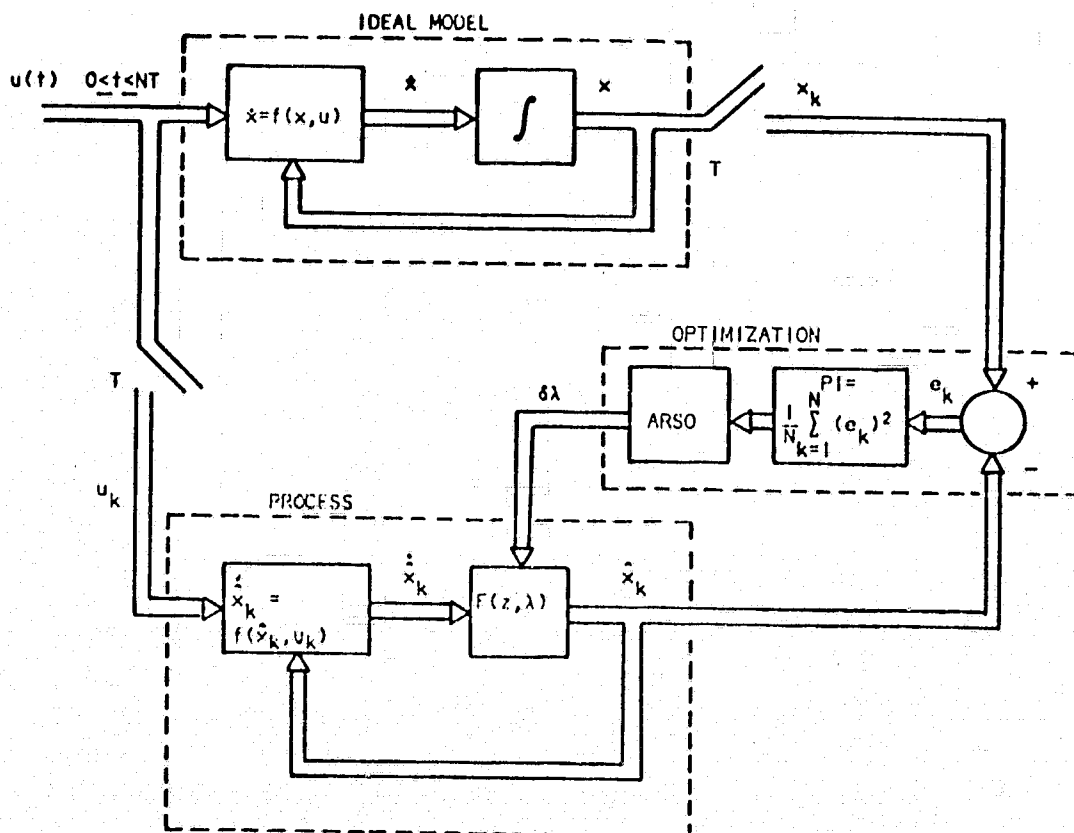 IDEAL MODEL
u(t) 0≤t≤NT
ẋ=f(x,u)
ẋ
∫
x
x_k
T
OPTIMIZATION
T
δλ
ARSO
PI=
1/N ∑_{k=1}^{N} (e_k)²
e_k
+
-
u_k
PROCESS
x̂̇_k =
f(x̂_k,u_k)
x̂̇_k
F(z,λ)
x̂_k